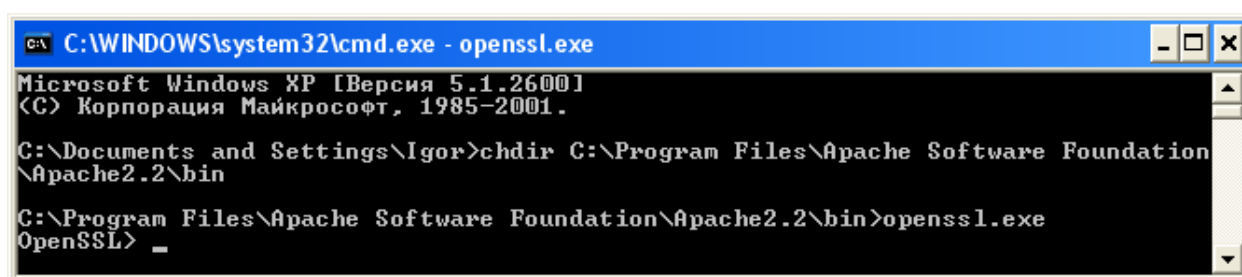 C:\WINDOWS\system32\cmd.exe - openssl.exe
Microsoft Windows XP [Версия 5.1.2600]
(C) Корпорация Майкрософт, 1985-2001.
C:\Documents and Settings\Igor>chdir C:\Program Files\Apache Software Foundation
\Apache2.2\bin
C:\Program Files\Apache Software Foundation\Apache2.2\bin>openssl.exe
OpenSSL> _